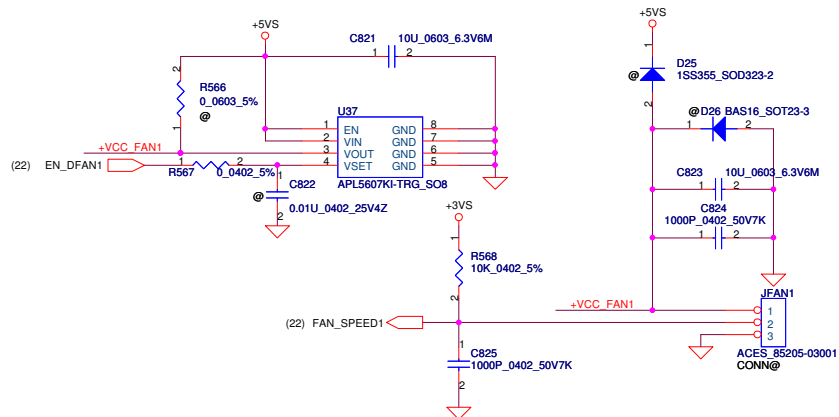 +5VS
C821
10U_0603_6.3V6M
1
2
2
R566
0_0603_5%
@
1
U37
1
EN
GND
8
2
VIN
GND
7
3
VOUT
GND
6
4
VSET
GND
5
APL5607KI-TRG_SO8
+VCC_FAN1
(22)
EN_DFAN1
1
2
R567
0_0402_5%
1
C822
@
0.01U_0402_25V4Z
2
+5VS
1
D25
1SS355_SOD323-2
@
2
@
D26
BAS16_SOT23-3
1
2
C823
10U_0603_6.3V6M
1
2
C824
1000P_0402_50V7K
1
2
+3VS
1
R568
10K_0402_5%
2
+VCC_FAN1
JFAN1
1
2
3
ACES_85205-03001
CONN@
(22)
FAN_SPEED1
1
C825
1000P_0402_50V7K
2